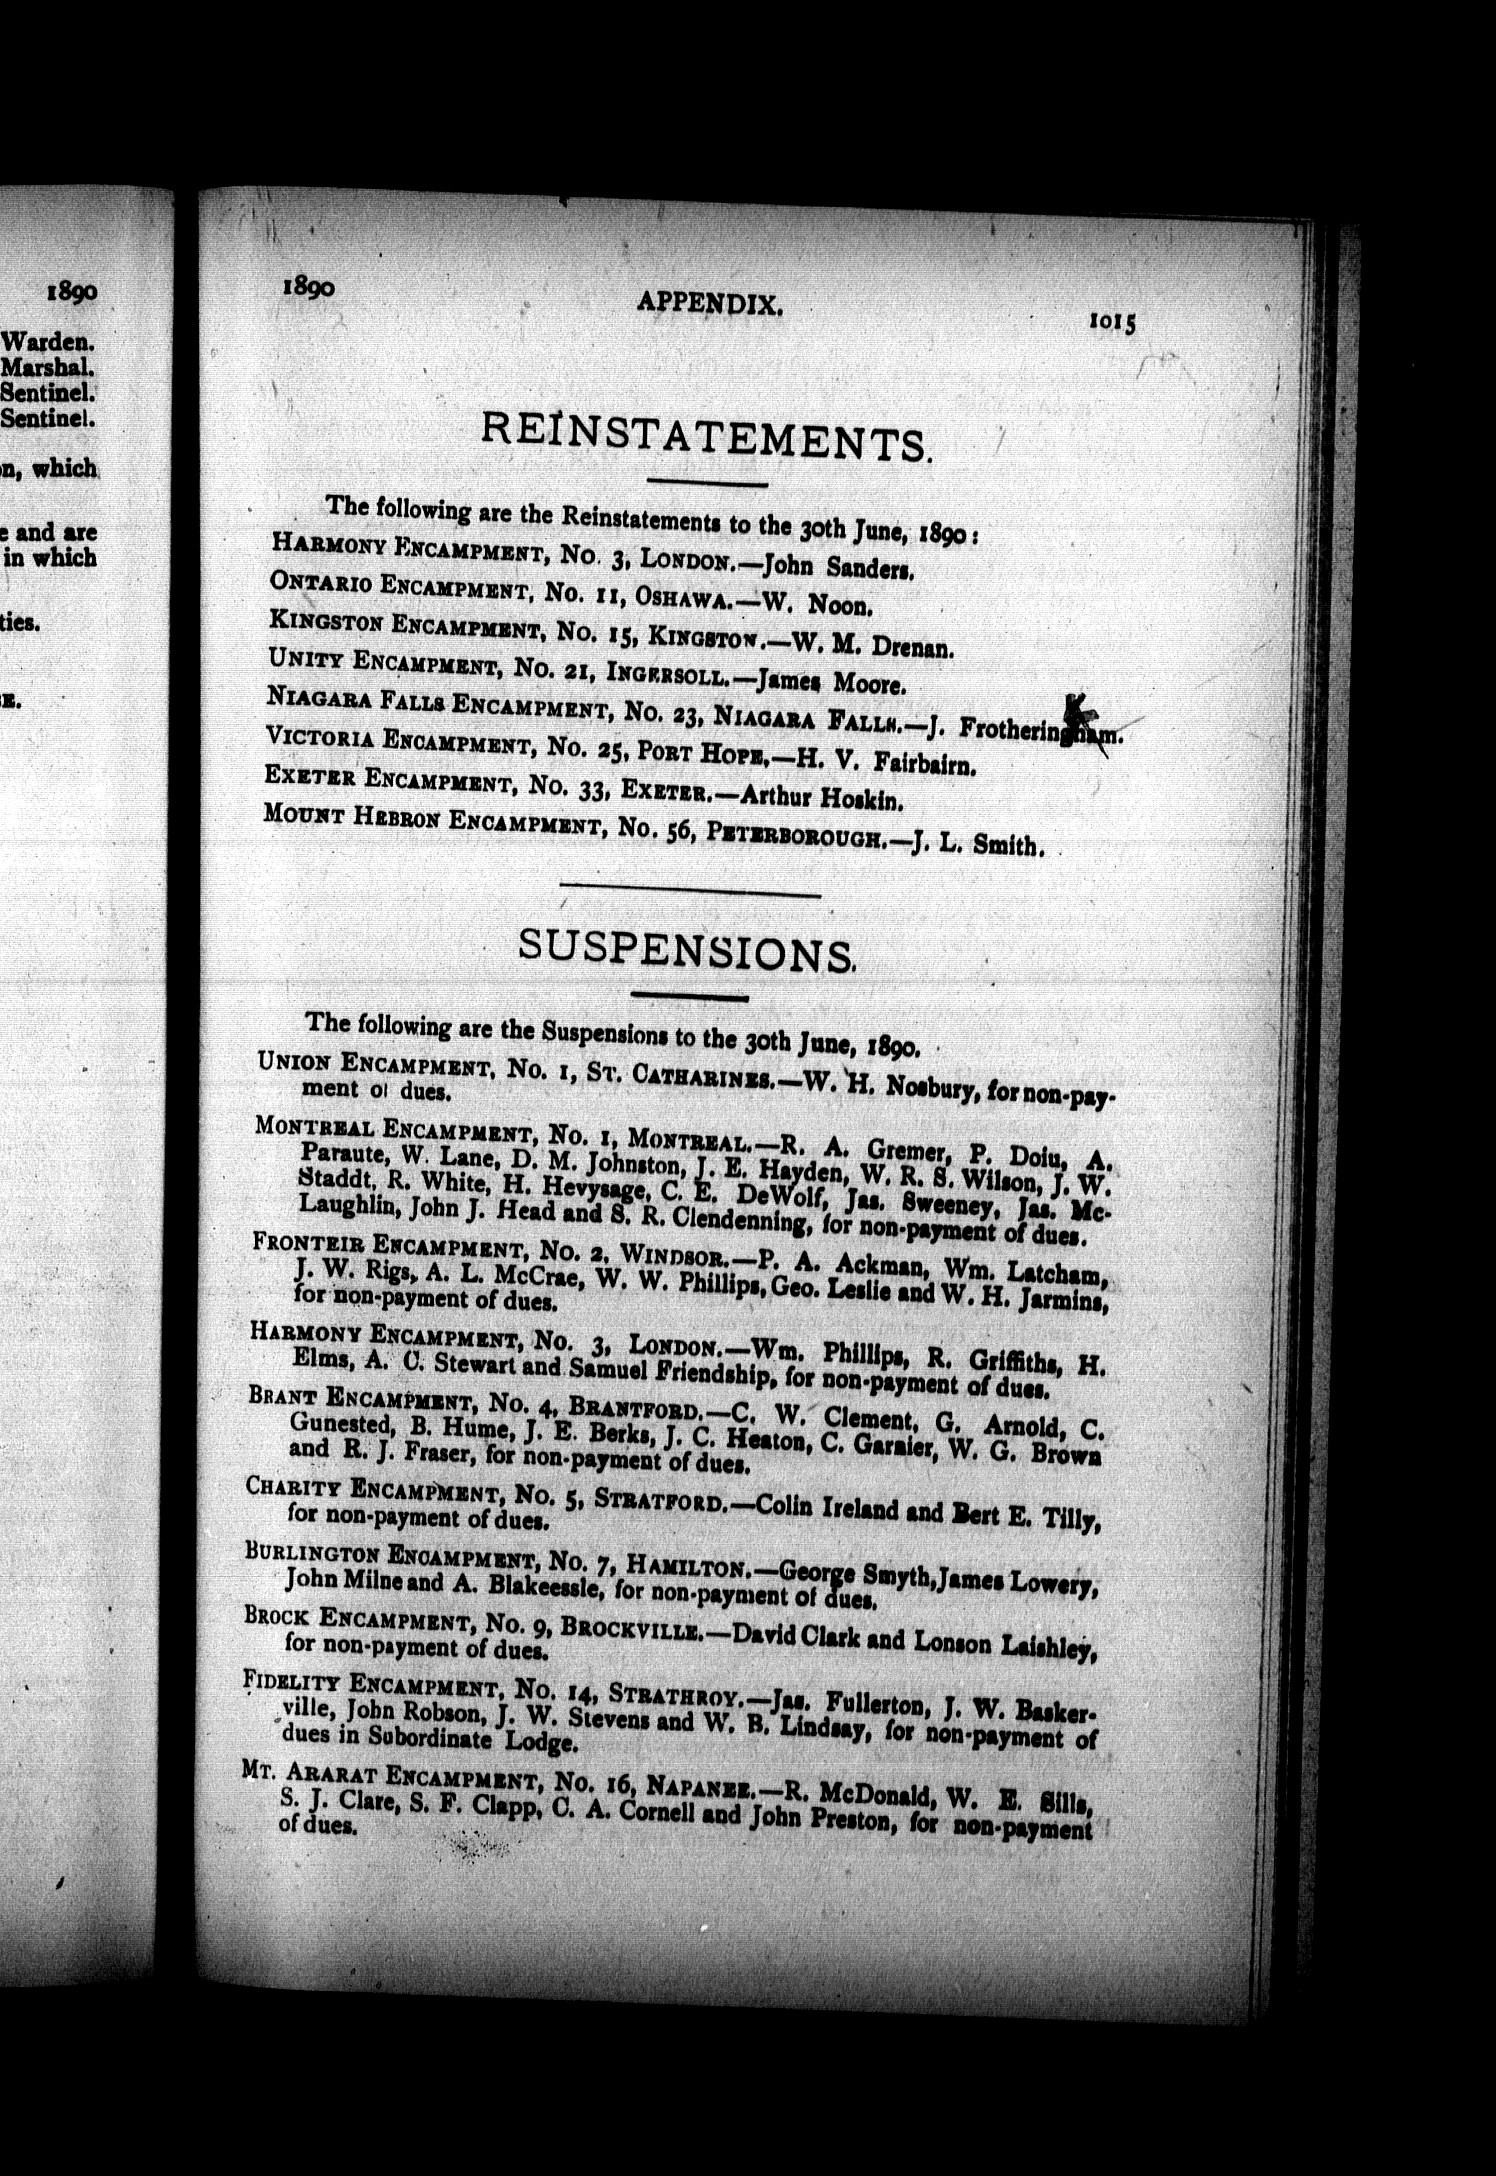 1890
Warden.
Marshal.
Sentinel.
Sentinel.
which
and are
in which
ties.
1890 APPENDIX. 1015
REINSTATEMENTS.
The following are the Reinstatements to the 30th June, 1890:
HARMONY ENCAMPMENT, No. 3, LONDON.—John Sanders.
ONTARIO ENCAMPMENT, No. 11, OSHAWA.—W. Noon.
KINGSTON ENCAMPMENT, No. 15, KINGSTON.—W. M. Drenan.
UNITY ENCAMPMENT, No. 21, INGERSOLL.—James Moore.
NIAGARA FALLS ENCAMPMENT, No. 23, NIAGARA FALLS.—J. Frotheringham.
VICTORIA ENCAMPMENT, No. 25, PORT HOPE,—H. V. Fairbairn.
EXETER ENCAMPMENT, No. 33, EXETER.—Arthur Hoskin.
MOUNT HEBRON ENCAMPMENT, No. 56, PETERBOROUGH.—J. L. Smith.
SUSPENSIONS.
The following are the Suspensions to the 30th June, 1890.
UNION ENCAMPMENT, No. 1, ST. CATHARINES.—W. H. Nosbury, for non-pay-
ment of dues.
MONTREAL ENCAMPMENT, No. 1, MONTREAL.—R. A. Gremer, P. Doiu, A.
Paraute, W. Lane, D. M. Johnston, J. E. Hayden, W. R. S. Wilson, J. W.
Staddt, R. White, H. Hevysage, C. E. DeWolf, Jas. Sweeney, Jas. Mc-
Laughlin, John J. Head and S. R. Clendenning, for non-payment of dues.
FRONTEIR ENCAMPMENT, No. 2, WINDSOR.—P. A. Ackman, Wm. Latcham,
J. W. Rigs, A. L. McCrae, W. W. Phillips, Geo. Leslie and W. H. Jarmins,
for non-payment of dues.
HARMONY ENCAMPMENT, No. 3, LONDON.—Wm. Phillips, R. Griffiths, H.
Elms, A. C. Stewart and Samuel Friendship, for non-payment of dues.
BRANT ENCAMPMENT, No. 4, BRANTFORD.—C. W. Clement, G. Arnold, C.
Gunested, B. Hume, J. E. Berks, J. C. Heaton, C. Garnier, W. G. Brown
and R. J. Fraser, for non-payment of dues.
CHARITY ENCAMPMENT, No. 5, STRATFORD.—Colin Ireland and Bert E. Tilly,
for non-payment of dues.
BURLINGTON ENCAMPMENT, No. 7, HAMILTON.—George Smyth, James Lowery,
John Milne and A. Blakeessle, for non-payment of dues.
BROCK ENCAMPMENT, No. 9, BROCKVILLE.—David Clark and Lonson Laishley,
for non-payment of dues.
FIDELITY ENCAMPMENT, No. 14, STRATHROY.—Jas. Fullerton, J. W. Basker-
ville, John Robson, J. W. Stevens and W. B. Lindsay, for non-payment of
dues in Subordinate Lodge.
MT. ARARAT ENCAMPMENT, No. 16, NAPANEE.—R. McDonald, W. E. Sills,
S. J. Clare, S. F. Clapp, C. A. Cornell and John Preston, for non-payment
of dues.